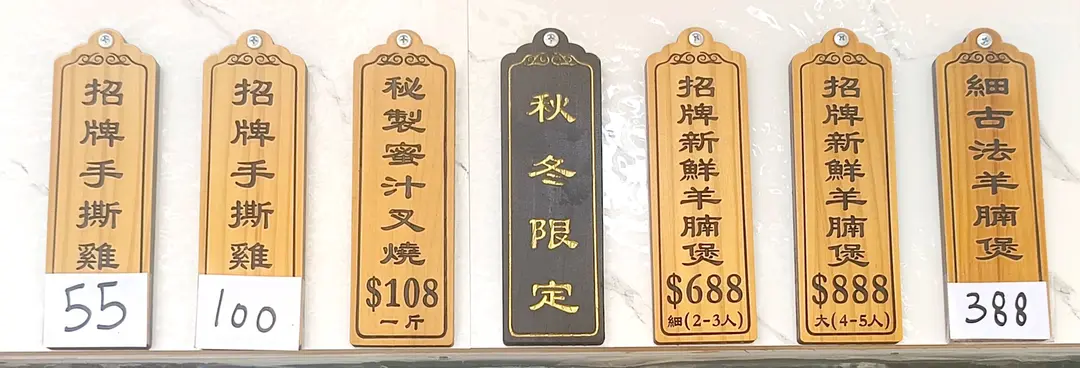 招牌手撕雞
55
招牌手撕雞
100
秘製蜜汁叉燒
$108
一斤
秋冬限定
招牌新鮮羊腩煲
$688
細(2-3人)
招牌新鮮羊腩煲
$888
大(4-5人)
細古法羊腩煲
388